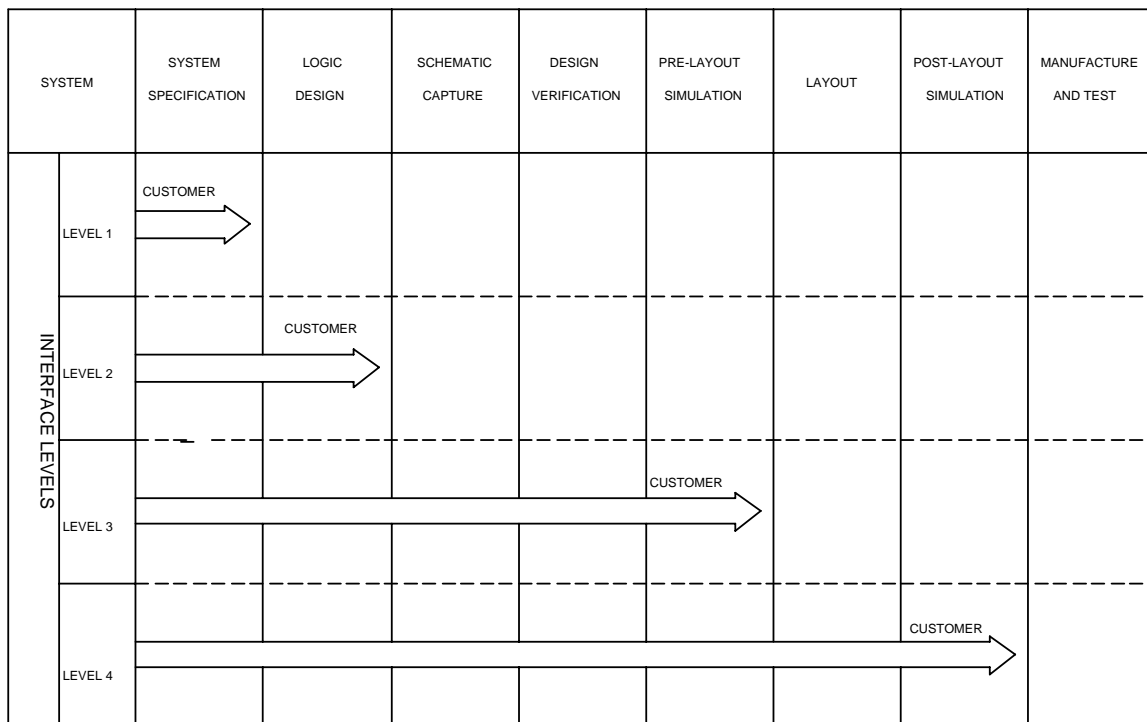 SYSTEM
SYSTEM
SPECIFICATION
LOGIC
DESIGN
SCHEMATIC
CAPTURE
DESIGN
VERIFICATION
PRE-LAYOUT
SIMULATION
LAYOUT
POST-LAYOUT
SIMULATION
MANUFACTURE
AND TEST
INTERFACE LEVELS
CUSTOMER
LEVEL 1
CUSTOMER
LEVEL 2
CUSTOMER
LEVEL 3
CUSTOMER
LEVEL 4